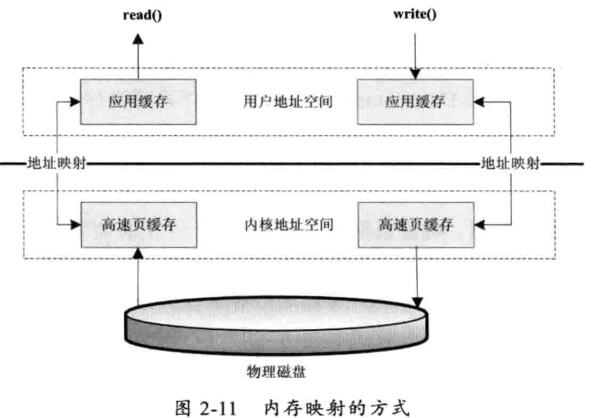 read()
write()
应用缓存
用户地址空间
应用缓存
地址映射
地址映射
高速页缓存
内核地址空间
高速页缓存
物理磁盘
图 2-11 内存映射的方式